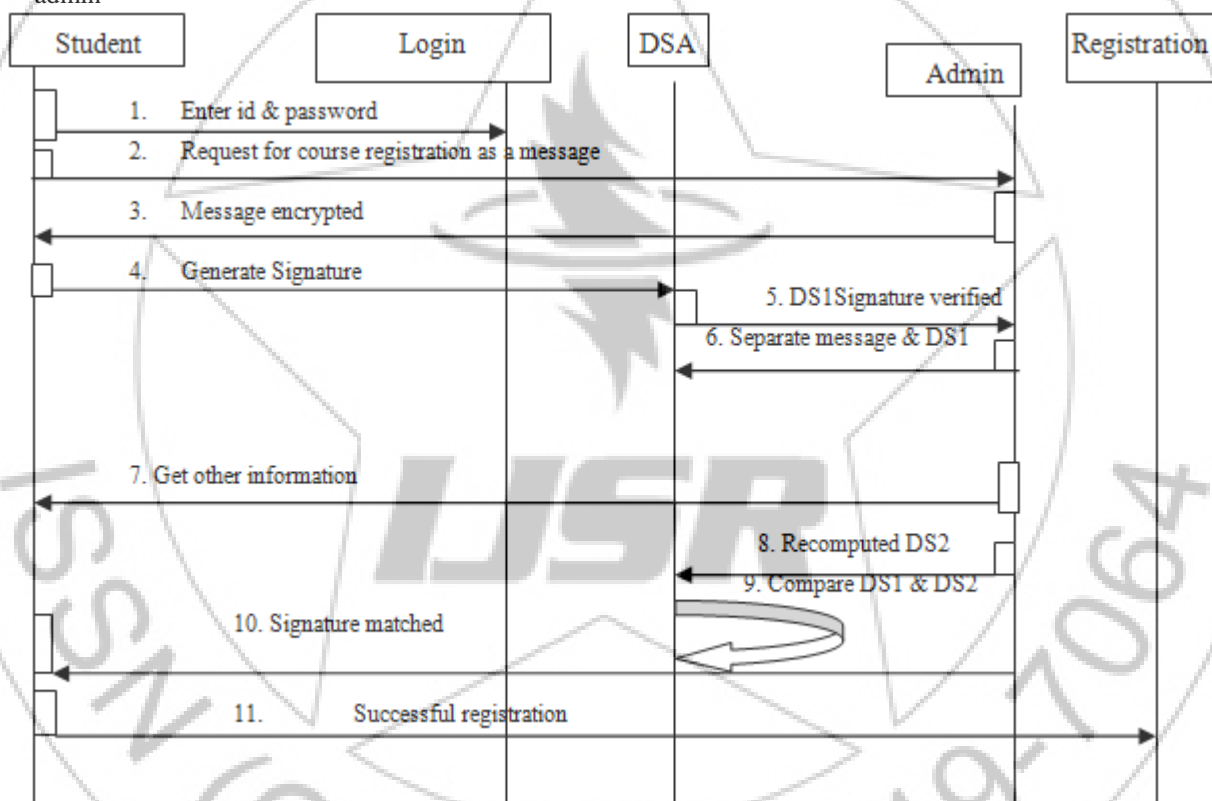 admin
Student
Login
DSA
Admin
Registration
1. Enter id & password
2. Request for course registration as a message
3. Message encrypted
4. Generate Signature
5. DS1Signature verified
6. Separate message & DS1
7. Get other information
8. Recomputed DS2
9. Compare DS1 & DS2
10. Signature matched
11. Successful registration
IJSR
ISSN (
9-7064